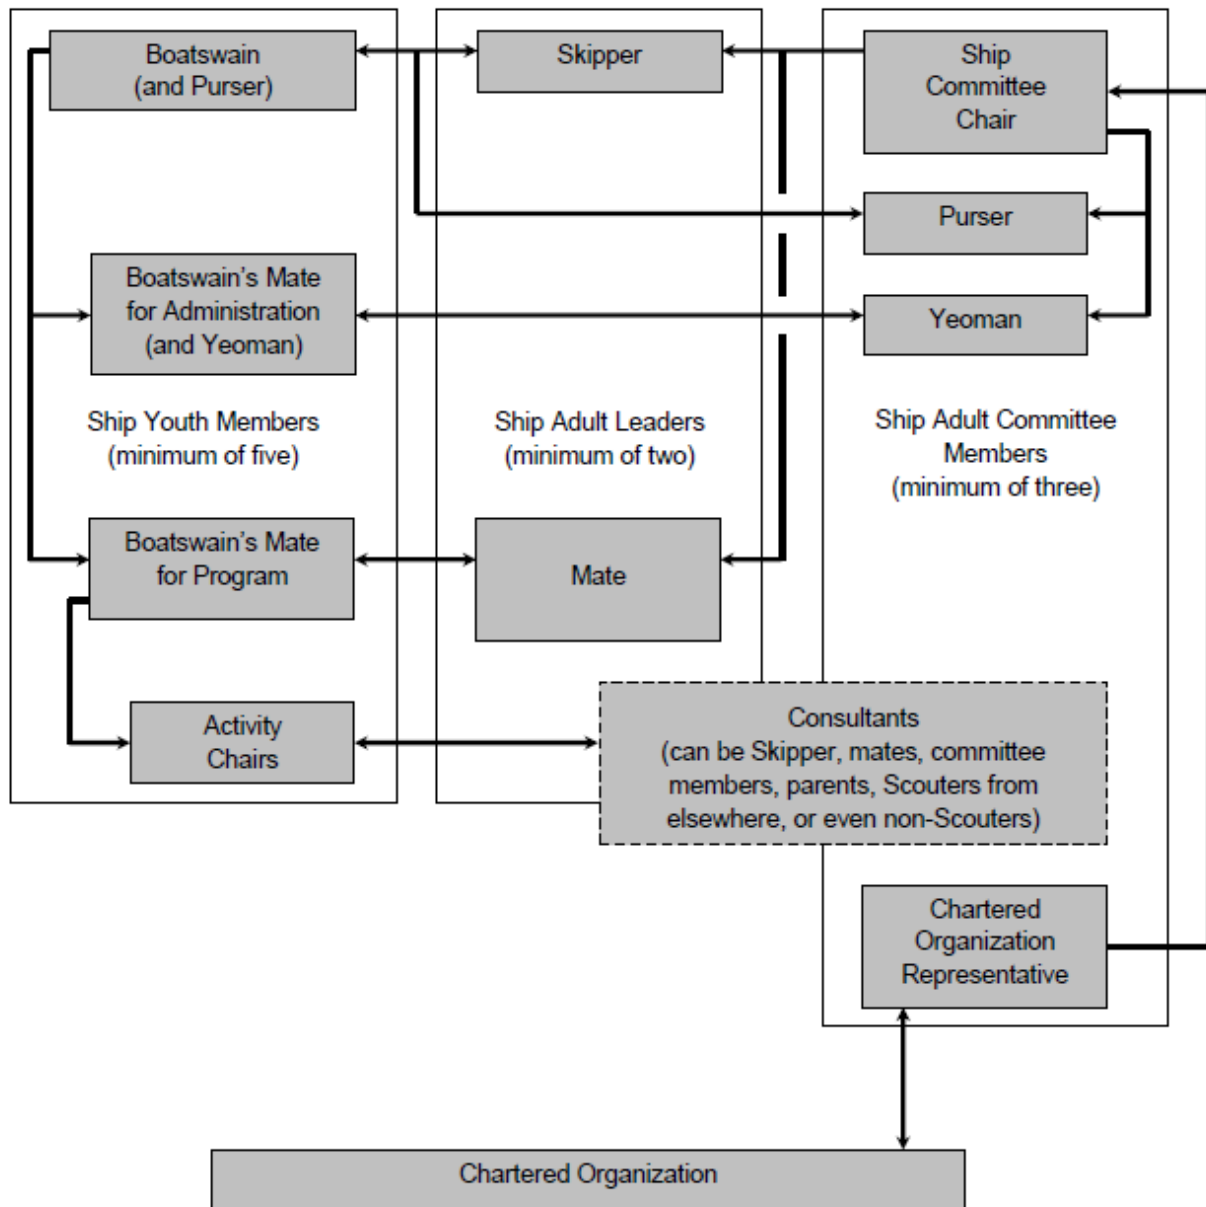 Boatswain
(and Purser)
Skipper
Ship
Committee
Chair
Purser
Boatswain's Mate
for Administration
(and Yeoman)
Yeoman
Ship Youth Members
(minimum of five)
Ship Adult Leaders
(minimum of two)
Ship Adult Committee
Members
(minimum of three)
Boatswain's Mate
for Program
Mate
Activity
Chairs
Consultants
(can be Skipper, mates, committee
members, parents, Scouters from
elsewhere, or even non-Scouters)
Chartered
Organization
Representative
Chartered Organization